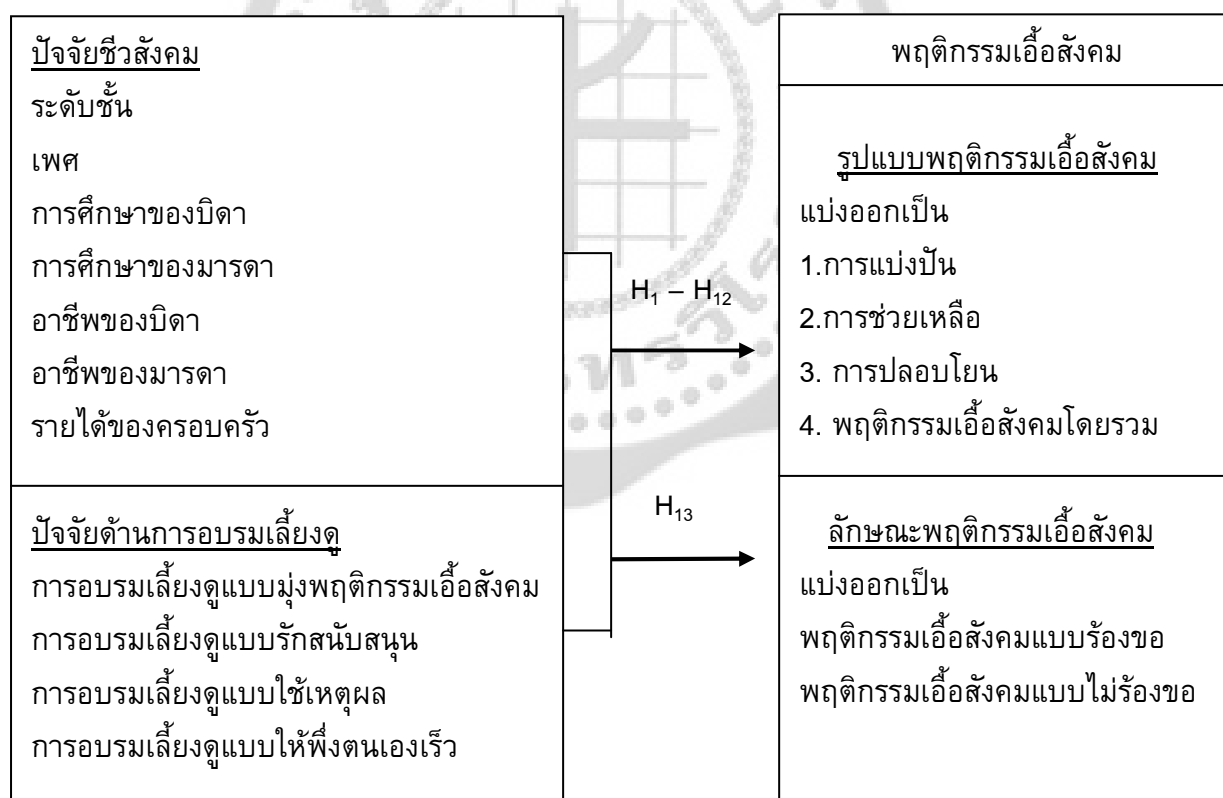 ปัจจัยชีวสังคม
ระดับชั้น
เพศ
การศึกษาของบิดา
การศึกษาของมารดา
อาชีพของบิดา
อาชีพของมารดา
รายได้ของครอบครัว
ปัจจัยด้านการอบรมเลี้ยงดู
การอบรมเลี้ยงดูแบบมุ่งพฤติกรรมเอื้อสังคม
การอบรมเลี้ยงดูแบบรักสนับสนุน
การอบรมเลี้ยงดูแบบใช้เหตุผล
การอบรมเลี้ยงดูแบบให้พึ่งตนเองเร็ว
H1 – H12
H13
พฤติกรรมเอื้อสังคม
รูปแบบพฤติกรรมเอื้อสังคม
แบ่งออกเป็น
1.การแบ่งปัน
2.การช่วยเหลือ
3. การปลอบโยน
4. พฤติกรรมเอื้อสังคมโดยรวม
ลักษณะพฤติกรรมเอื้อสังคม
แบ่งออกเป็น
พฤติกรรมเอื้อสังคมแบบร้องขอ
พฤติกรรมเอื้อสังคมแบบไม่ร้องขอ